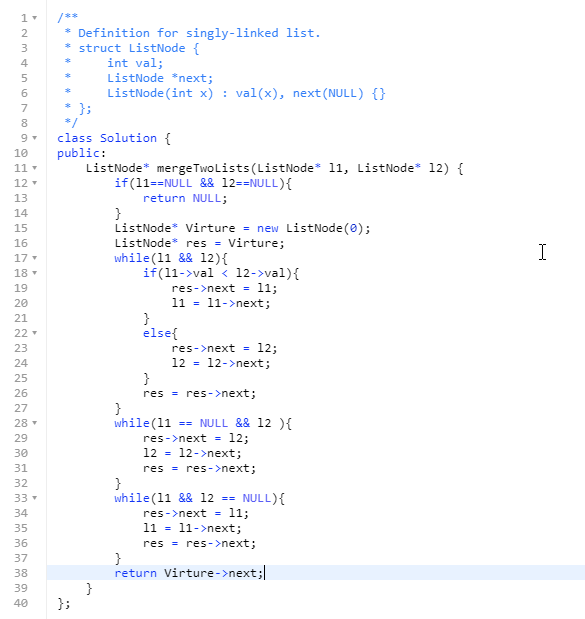 1 /**
2  * Definition for singly-linked list.
3  * struct ListNode {
4  *     int val;
5  *     ListNode *next;
6  *     ListNode(int x) : val(x), next(NULL) {}
7  * };
8  */
9 class Solution {
10 public:
11     ListNode* mergeTwoLists(ListNode* l1, ListNode* l2) {
12         if(l1==NULL && l2==NULL){
13             return NULL;
14         }
15         ListNode* Virture = new ListNode(0);
16         ListNode* res = Virture;
17         while(l1 && l2){
18             if(l1->val < l2->val){
19                 res->next = l1;
20                 l1 = l1->next;
21             }
22             else{
23                 res->next = l2;
24                 l2 = l2->next;
25             }
26             res = res->next;
27         }
28         while(l1 == NULL && l2 ){
29             res->next = l2;
30             l2 = l2->next;
31             res = res->next;
32         }
33         while(l1 && l2 == NULL){
34             res->next = l1;
35             l1 = l1->next;
36             res = res->next;
37         }
38         return Virture->next;
39     }
40 };